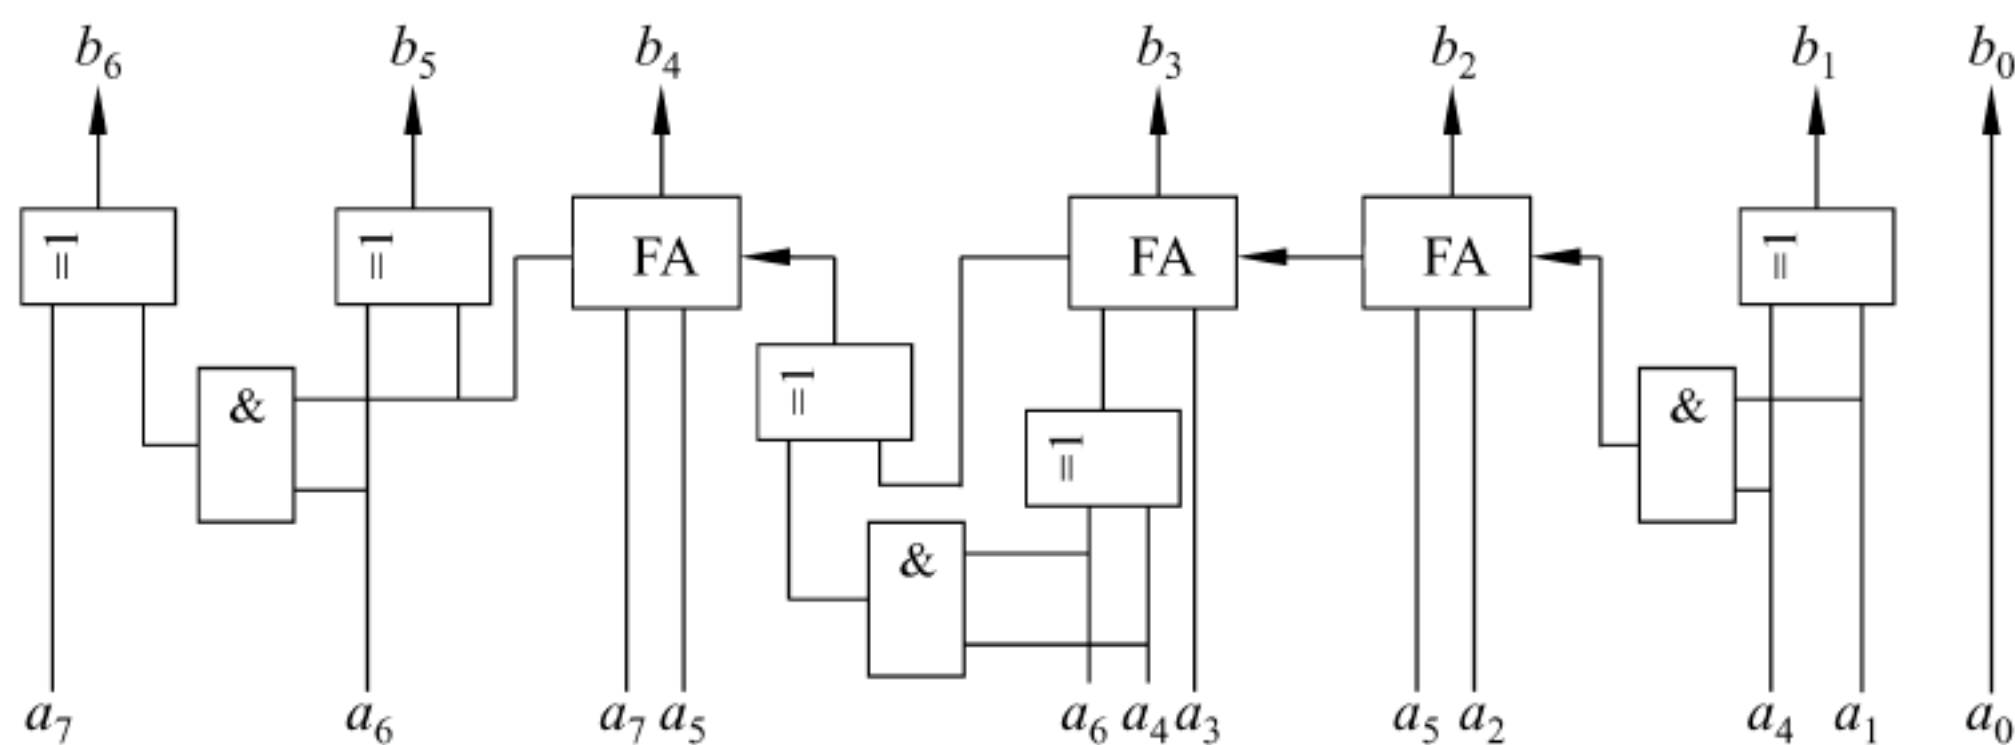 b₆ b₅ b₄ b₃ b₂ b₁ b₀
=1 =1 FA FA FA =1
& =1 =1 &
&
a₇ a₆ a₇ a₅ a₆ a₄ a₃ a₅ a₂ a₄ a₁ a₀